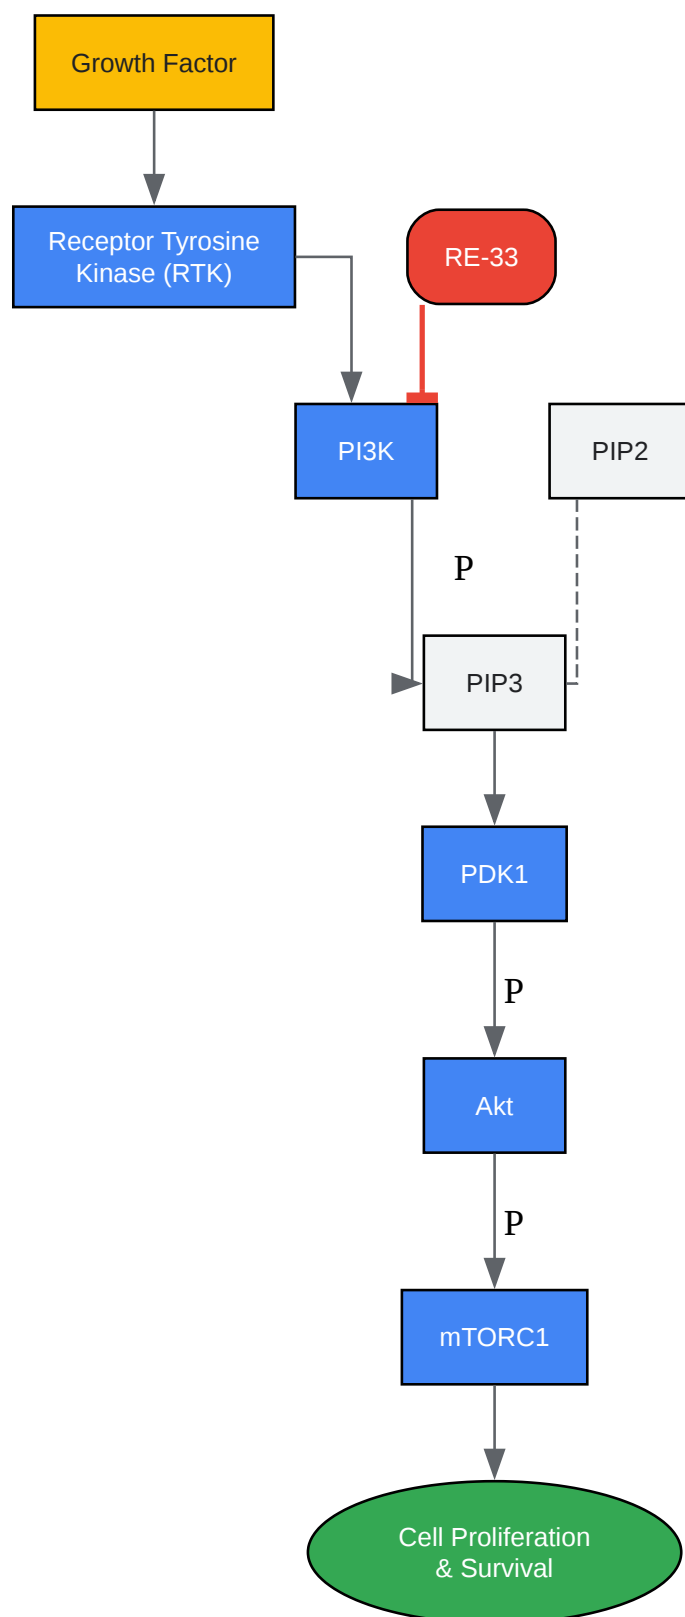 Growth Factor
Receptor Tyrosine
Kinase (RTK)
RE-33
PI3K
PIP2
P
PIP3
PDK1
P
Akt
P
mTORC1
Cell Proliferation
& Survival